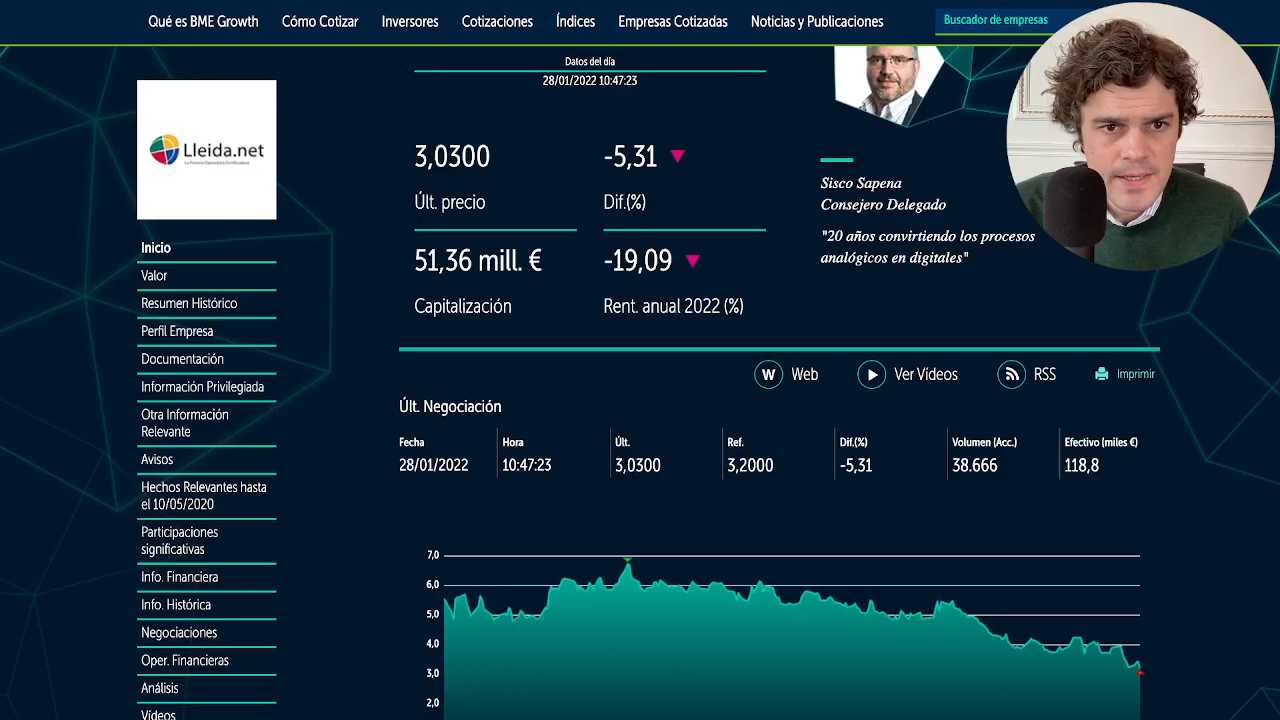 Qué es BME Growth
Cómo Cotizar
Inversores
Cotizaciones
Índices
Empresas Cotizadas
Noticias y Publicaciones
Buscador de empresas
Lleida.net
La Primera Operadora Certificadora
Inicio
Valor
Resumen Histórico
Perfil Empresa
Documentación
Información Privilegiada
Otra Información
Relevante
Avisos
Hechos Relevantes hasta
el 10/05/2020
Participaciones
significativas
Info. Financiera
Info. Histórica
Negociaciones
Oper. Financieras
Análisis
Vídeos
Datos del día
28/01/2022 10:47:23
3,0300
Últ. precio
-5,31
Dif.(%)
51,36 mill. €
Capitalización
-19,09
Rent. anual 2022 (%)
Sisco Sapena
Consejero Delegado
"20 años convirtiendo los procesos
analógicos en digitales"
W Web
Ver Vídeos
RSS
Imprimir
Últ. Negociación
Fecha Hora Últ. Ref. Dif.(%) Volumen (Acc.) Efectivo (miles €)
28/01/2022 10:47:23 3,0300 3,2000 -5,31 38.666 118,8
7,0
6,0
5,0
4,0
3,0
2,0